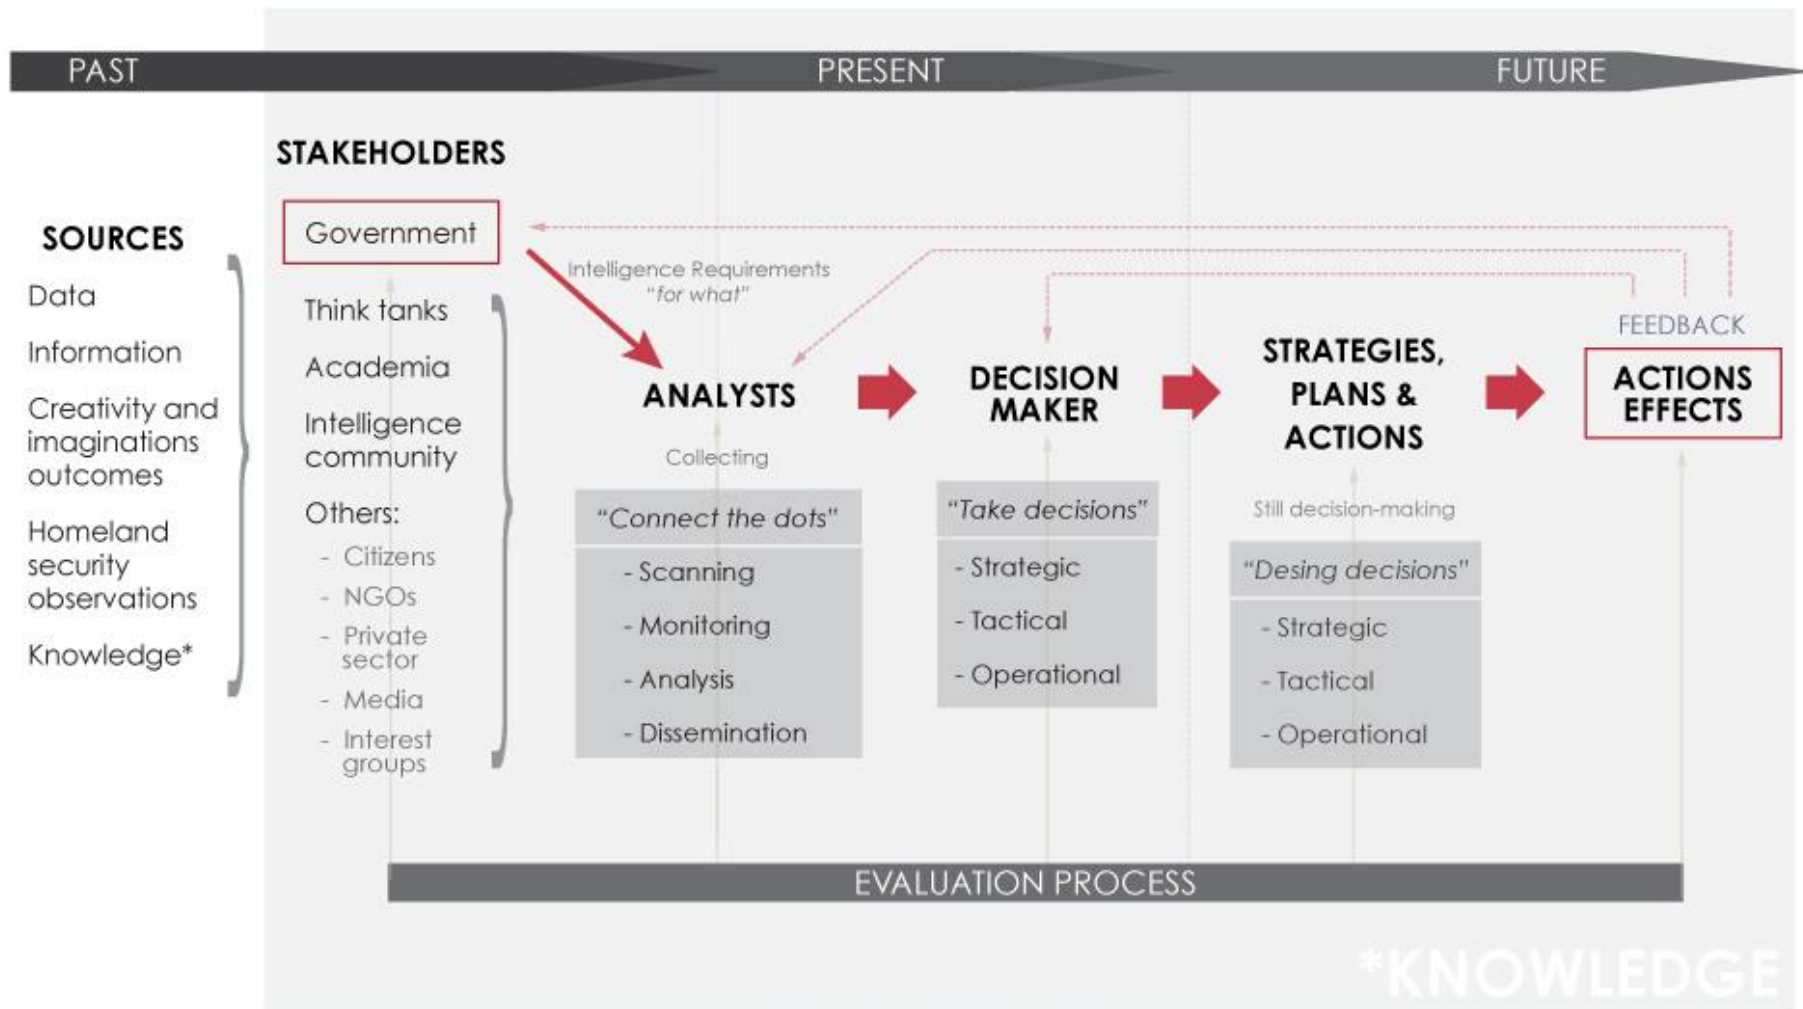 PAST
PRESENT
FUTURE
SOURCES
Data
Information
Creativity and
imaginations
outcomes
Homeland
security
observations
Knowledge*
STAKEHOLDERS
Government
Think tanks
Academia
Intelligence
community
Others:
- Citizens
- NGOs
- Private
sector
- Media
- Interest
groups
Intelligence Requirements
"for what"
ANALYSTS
Collecting
"Connect the dots"
- Scanning
- Monitoring
- Analysis
- Dissemination
DECISION
MAKER
"Take decisions"
- Strategic
- Tactical
- Operational
STRATEGIES,
PLANS &
ACTIONS
Still decision-making
"Desing decisions"
- Strategic
- Tactical
- Operational
FEEDBACK
ACTIONS
EFFECTS
EVALUATION PROCESS
*KNOWLEDGE